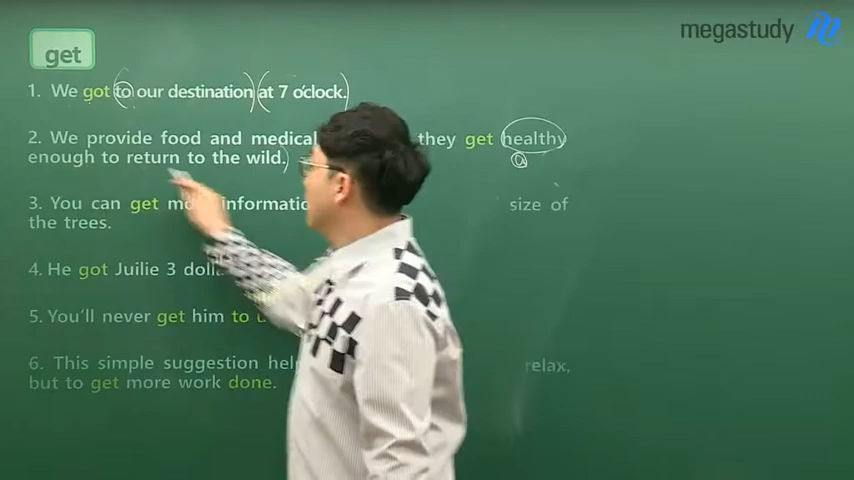 megastudy
get
1. We got to our destination at 7 o'clock.
2. We provide food and medical they get healthy
ⓐ
enough to return to the wild.
3. You can get size of
the trees.
4. He got Juilie 3
5. You'll never get him to
6. This simple suggestion relax,
but to get more work done.